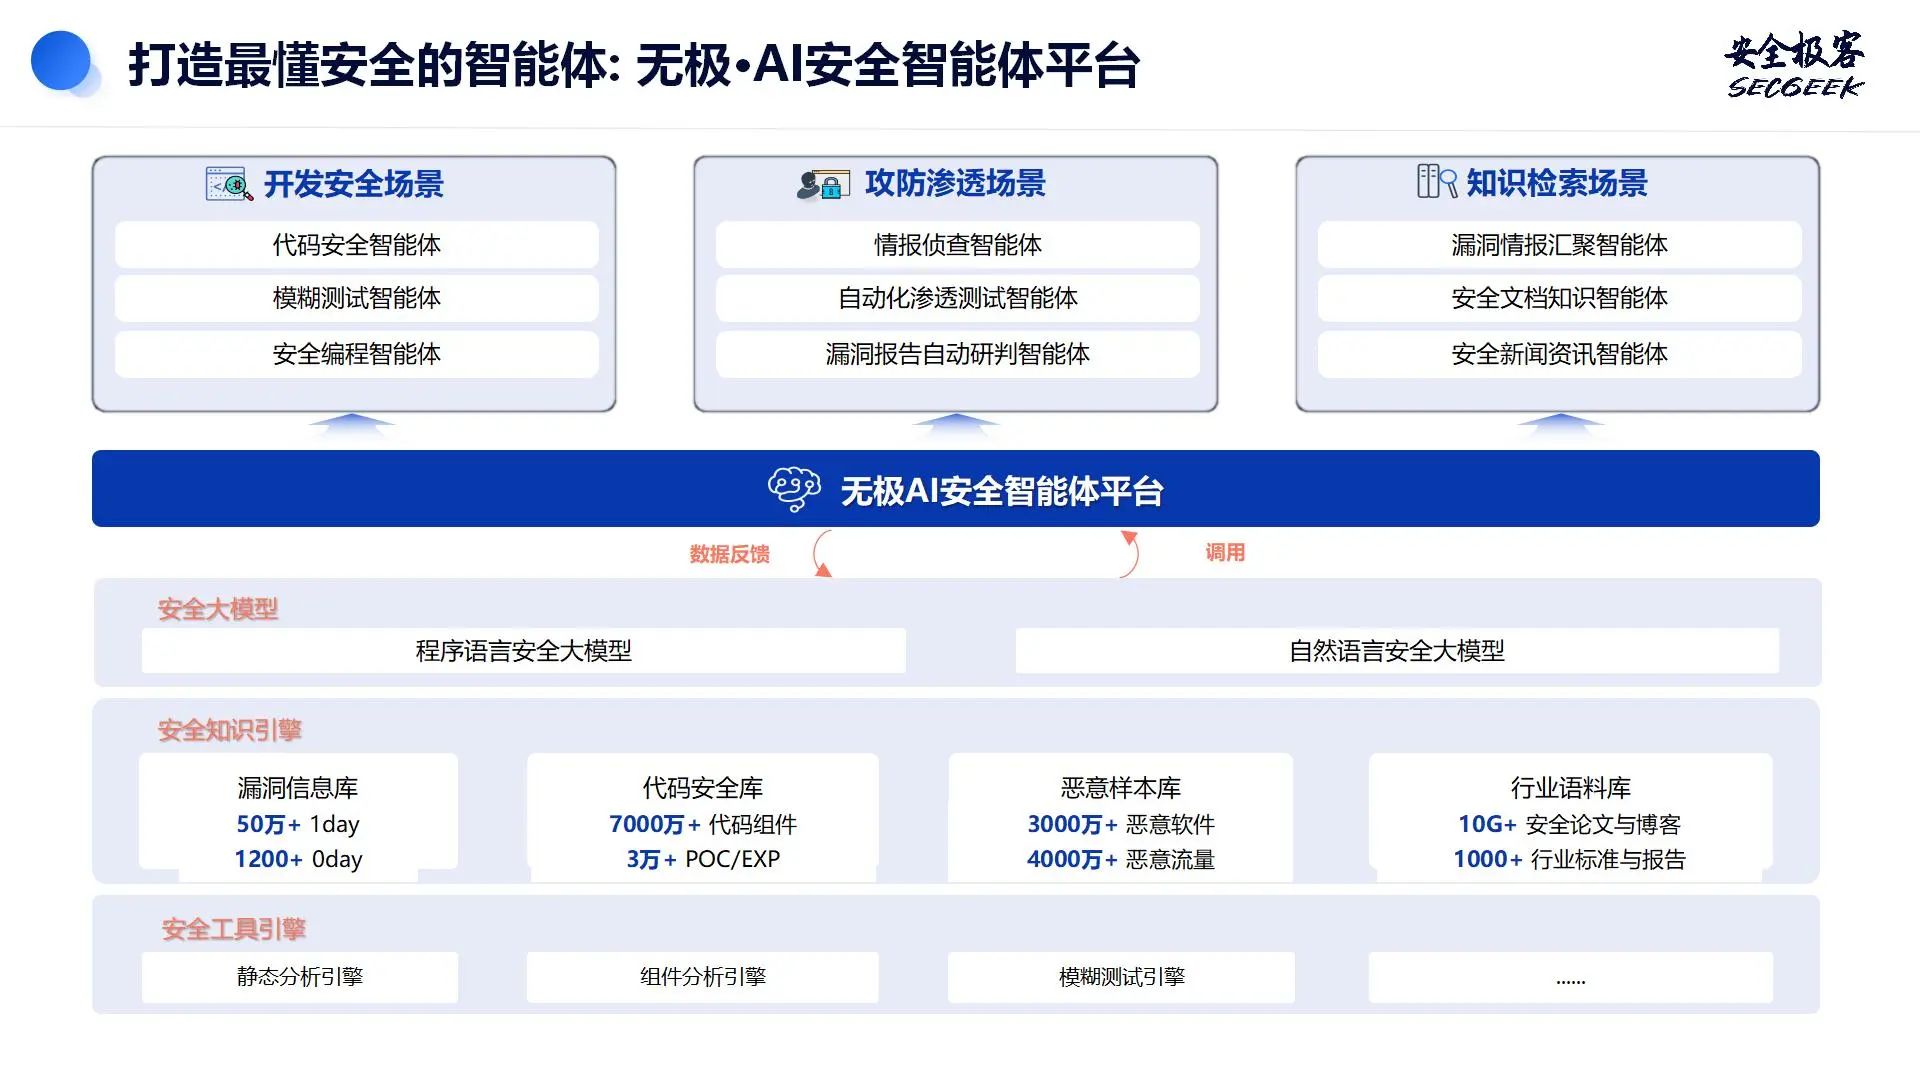 打造最懂安全的智能体: 无极•AI安全智能体平台
安全极客
SECGEEK
开发安全场景
代码安全智能体
模糊测试智能体
安全编程智能体
攻防渗透场景
情报侦查智能体
自动化渗透测试智能体
漏洞报告自动研判智能体
知识检索场景
漏洞情报汇聚智能体
安全文档知识智能体
安全新闻资讯智能体
无极AI安全智能体平台
数据反馈
调用
安全大模型
程序语言安全大模型
自然语言安全大模型
安全知识引擎
漏洞信息库
50万+ 1day
1200+ 0day
代码安全库
7000万+ 代码组件
3万+ POC/EXP
恶意样本库
3000万+ 恶意软件
4000万+ 恶意流量
行业语料库
10G+ 安全论文与博客
1000+ 行业标准与报告
安全工具引擎
静态分析引擎
组件分析引擎
模糊测试引擎
......